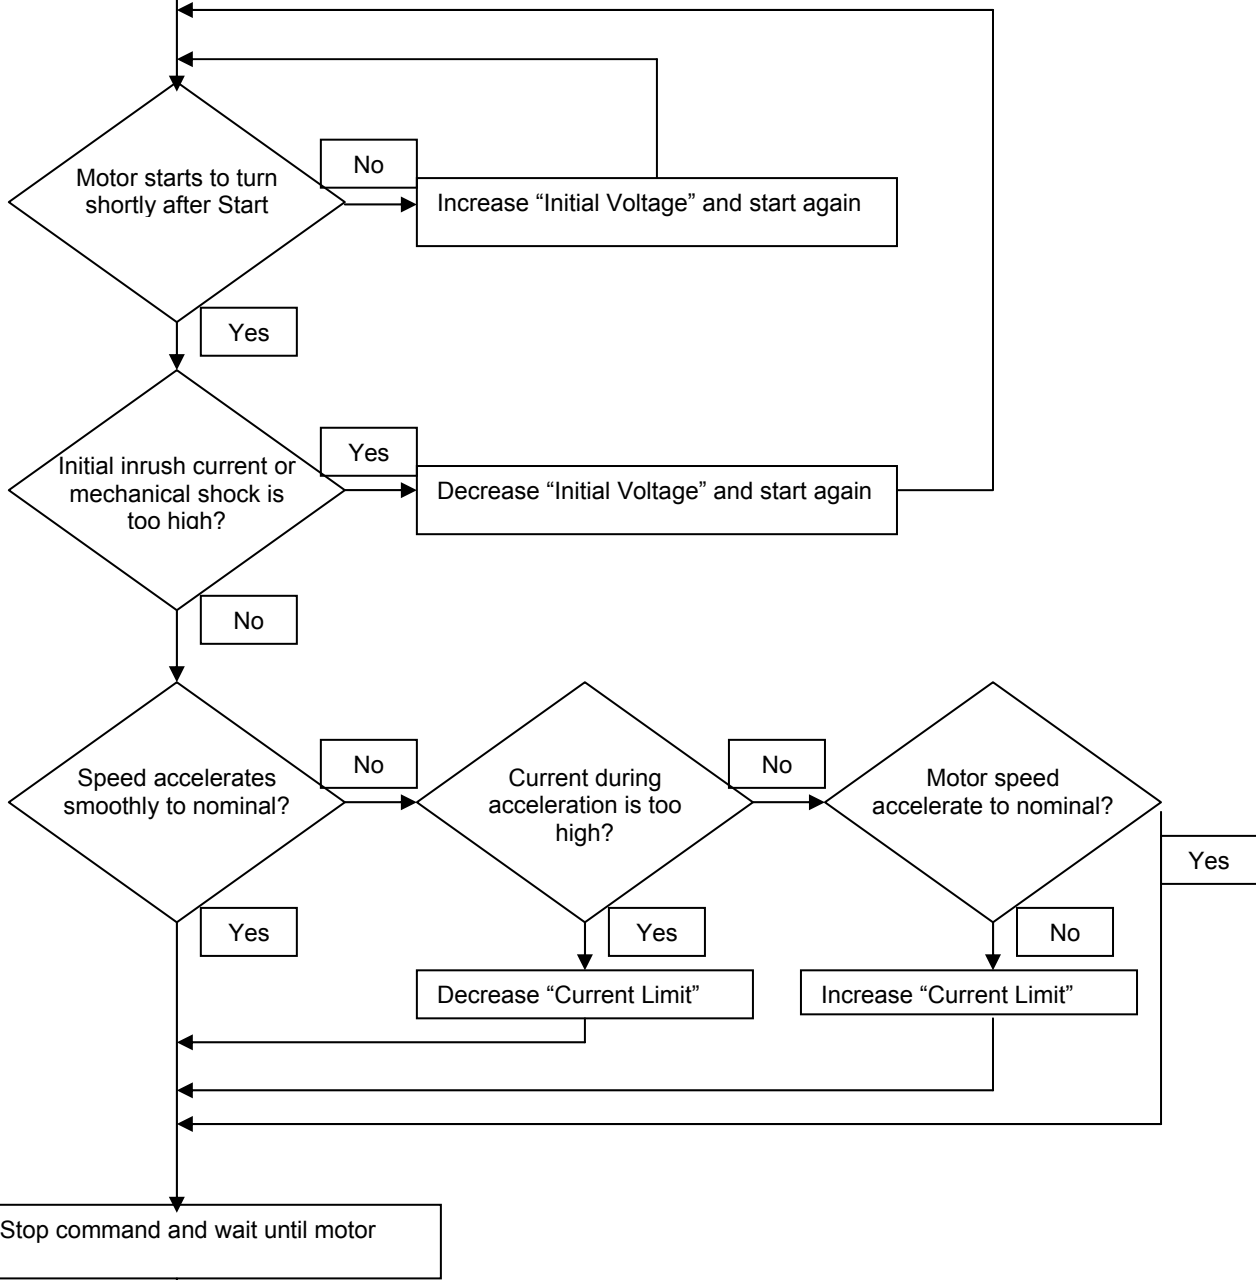 No
Motor starts to turn
shortly after Start
Increase “Initial Voltage” and start again
Yes
Yes
Initial inrush current or
mechanical shock is
too high?
Decrease “Initial Voltage” and start again
No
No
Speed accelerates
smoothly to nominal?
No
Current during
acceleration is too
high?
Motor speed
accelerate to nominal?
Yes
Yes
Yes
No
Decrease “Current Limit”
Increase “Current Limit”
Stop command and wait until motor